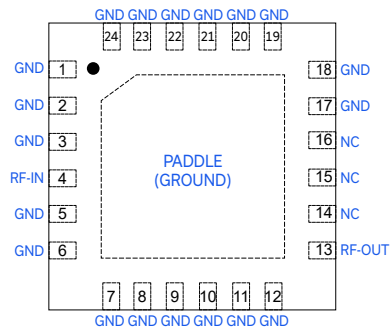 GND GND GND GND GND GND
24 23 22 21 20 19
GND 1 18 GND
GND 2 17 GND
GND 3 16 NC
RF-IN 4 PADDLE 15 NC
(GROUND)
GND 5 14 NC
GND 6 13 RF-OUT
7 8 9 10 11 12
GND GND GND GND GND GND